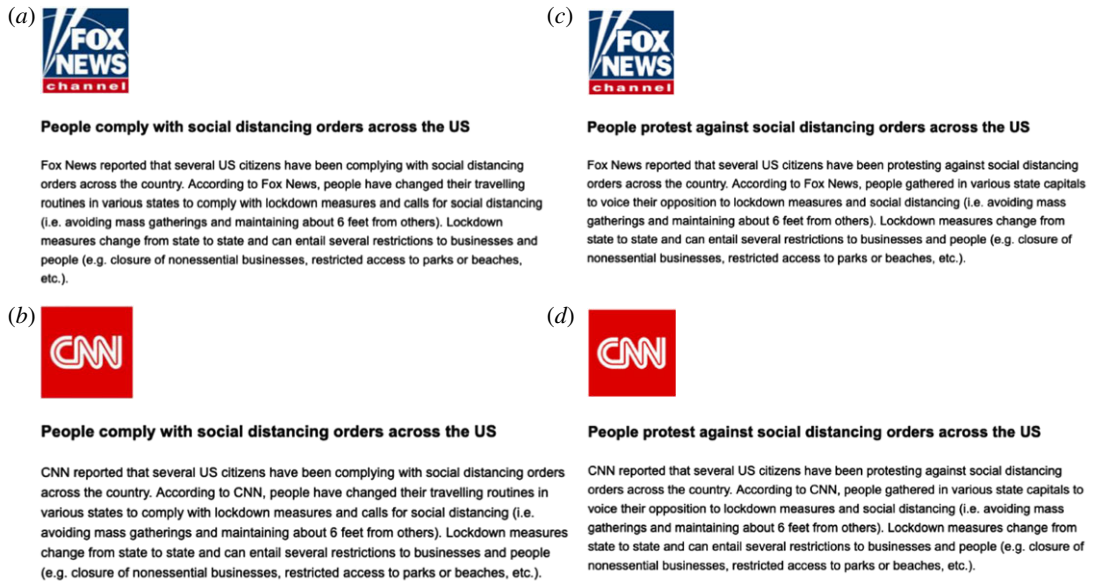 (a)
FOX
NEWS
channel
People comply with social distancing orders across the US
Fox News reported that several US citizens have been complying with social distancing
orders across the country. According to Fox News, people have changed their travelling
routines in various states to comply with lockdown measures and calls for social distancing
(i.e. avoiding mass gatherings and maintaining about 6 feet from others). Lockdown
measures change from state to state and can entail several restrictions to businesses and
people (e.g. closure of nonessential businesses, restricted access to parks or beaches,
etc.).
(b)
CNN
People comply with social distancing orders across the US
CNN reported that several US citizens have been complying with social distancing orders
across the country. According to CNN, people have changed their travelling routines in
various states to comply with lockdown measures and calls for social distancing (i.e.
avoiding mass gatherings and maintaining about 6 feet from others). Lockdown measures
change from state to state and can entail several restrictions to businesses and people
(e.g. closure of nonessential businesses, restricted access to parks or beaches, etc.).
(c)
FOX
NEWS
channel
People protest against social distancing orders across the US
Fox News reported that several US citizens have been protesting against social distancing
orders across the country. According to Fox News, people gathered in various state capitals
to voice their opposition to lockdown measures and social distancing (i.e. avoiding mass
gatherings and maintaining about 6 feet from others). Lockdown measures change from
state to state and can entail several restrictions to businesses and people (e.g. closure of
nonessential businesses, restricted access to parks or beaches, etc.).
(d)
CNN
People protest against social distancing orders across the US
CNN reported that several US citizens have been protesting against social distancing
orders across the country. According to CNN, people gathered in various state capitals to
voice their opposition to lockdown measures and social distancing (i.e. avoiding mass
gatherings and maintaining about 6 feet from others). Lockdown measures change from
state to state and can entail several restrictions to businesses and people (e.g. closure of
nonessential businesses, restricted access to parks or beaches, etc.).